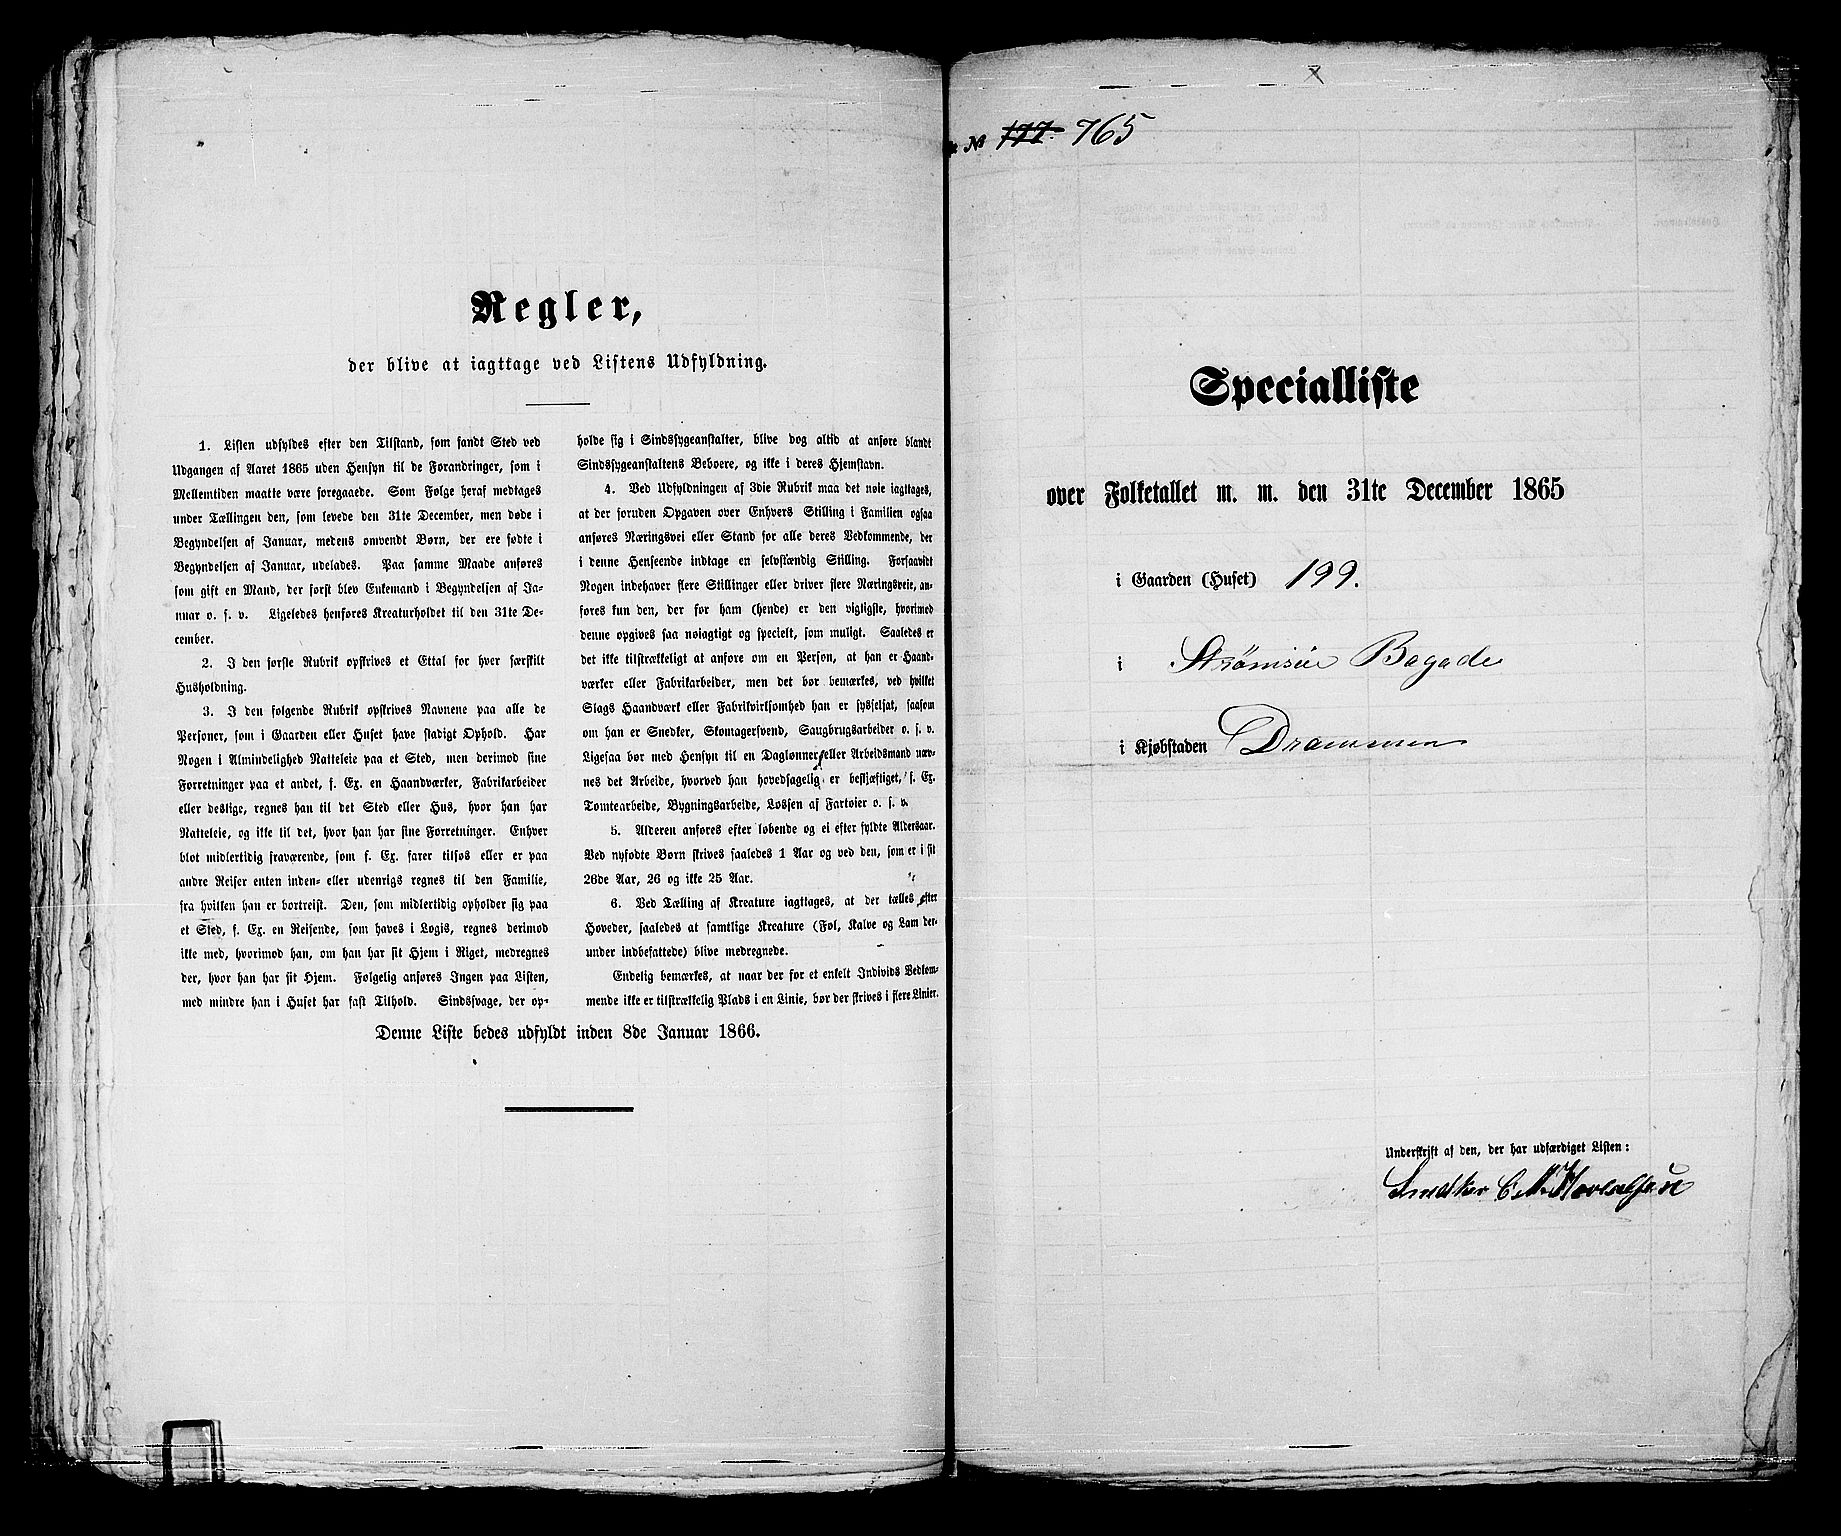 Regler,
der blive at iagttage ved Listens Udfyldning.
1. Listen udfyldes efter den Tilstand, som fandt Sted ved
Udgangen af Aaret 1865 uden Hensyn til de Forandringer, som i
Mellemtiden maatte være foregaaede. Som Følge heraf medtages
under Tællingen den, som levede den 31te December, men døde i
Begyndelsen af Januar, medens omvendt Børn, der ere fødte i
Begyndelsen af Januar, udelades. Paa samme Maade anføres
som gift en Mand, der først blev Enkemand i Begyndelsen af Ja-
nuar o. s. v. Ligeledes henføres Kreaturholdet til den 31te De-
cember.
2. I den første Rubrik opskrives et Ettal for hver særskilt
Husholdning.
3. I den følgende Rubrik opskrives Navnene paa alle de
Personer, som i Gaarden eller Huset have stadigt Ophold. Har
Nogen i Almindelighed Natteleie paa et Sted, men derimod sine
Forretninger paa et andet, f. Ex. en Haandværker, Fabrikarbeider
eller deslige, regnes han til det Sted eller Hus, hvor han har
Natteleie, og ikke til det, hvor han har sine Forretninger. Enhver
blot midlertidig fraværende, som f. Ex. farer tilsøs eller er paa
andre Reiser enten inden- eller udenrigs regnes til den Familie,
fra hvilken han er bortreist. Den, som midlertidig opholder sig paa
et Sted, f. Ex. en Reisende, som haves i Logis, regnes derimod
ikke med, hvorimod han, om han har sit Hjem i Riget, medregnes
der, hvor han har sit Hjem. Følgelig anføres Ingen paa Listen,
med mindre han i Huset har fast Tilhold. Sindssvage, der op-
holde sig i Sindssygeanstalter, blive dog altid at anføre blandt
Sindssygeanstaltens Beboere, og ikke i deres Hjemstavn.
4. Ved Udfyldningen af 3die Rubrik maa det nøie iagttages,
at der foruden Opgaven over Enhvers Stilling i Familien ogsaa
anføres Næringsvei eller Stand for alle deres Vedkommende, der
i denne Henseende indtage en selvstændig Stilling. Forsaavidt
Nogen indehaver flere Stillinger eller driver flere Næringsveie, an-
føres kun den, der for ham (hende) er den vigtigste, hvorimod
denne opgives saa nøiagtigt og specielt, som muligt. Saaledes er
det ikke tilstrækkeligt at anføre om en Person, at han er Haand-
værker eller Fabrikarbeider, men det bør bemærkes, ved hvilket
Slags Haandværk eller Fabrikvirksomhed han er sysselsat, saasom
om han er Snedker, Skomagersvend, Saugbrugsarbeider o. s. v.
Ligesaa bør med Hensyn til en Daglønner eller Arbeidsmand næv-
nes det Arbeide, hvorved han hovedsagelig er beskjæftiget, f. Ex.
Tomtearbeide, Bygningsarbeide, Lossen af Fartøier o. s. v.
5. Alderen anføres efter løbende og ei efter fyldte Aldersaar.
Ved nyfødte Børn skrives saaledes 1 Aar og ved den, som er i sit
26de Aar, 26 og ikke 25 Aar.
6. Ved Tælling af Kreature iagttages, at der tælles efter
Hoveder, saaledes at samtlige Kreature (Føl, Kalve og Lam der-
under indbefattede) blive medregnede.
Endelig bemærkes, at naar der for et enkelt Individs Vedkom-
mende ikke er tilstrækkelig Plads i en Linie, bør der skrives i flere Linier.
Denne Liste bedes udfyldt inden 8de Januar 1866.
№ 177. 765
Specialliste
over Folketallet m. m. den 31te December 1865
i Gaarden (Huset) 199.
i Strømsøe Bagade
i Kjøbstaden Drammen
Underskrift af den, der har udfærdiget Listen:
Snedker C. M.